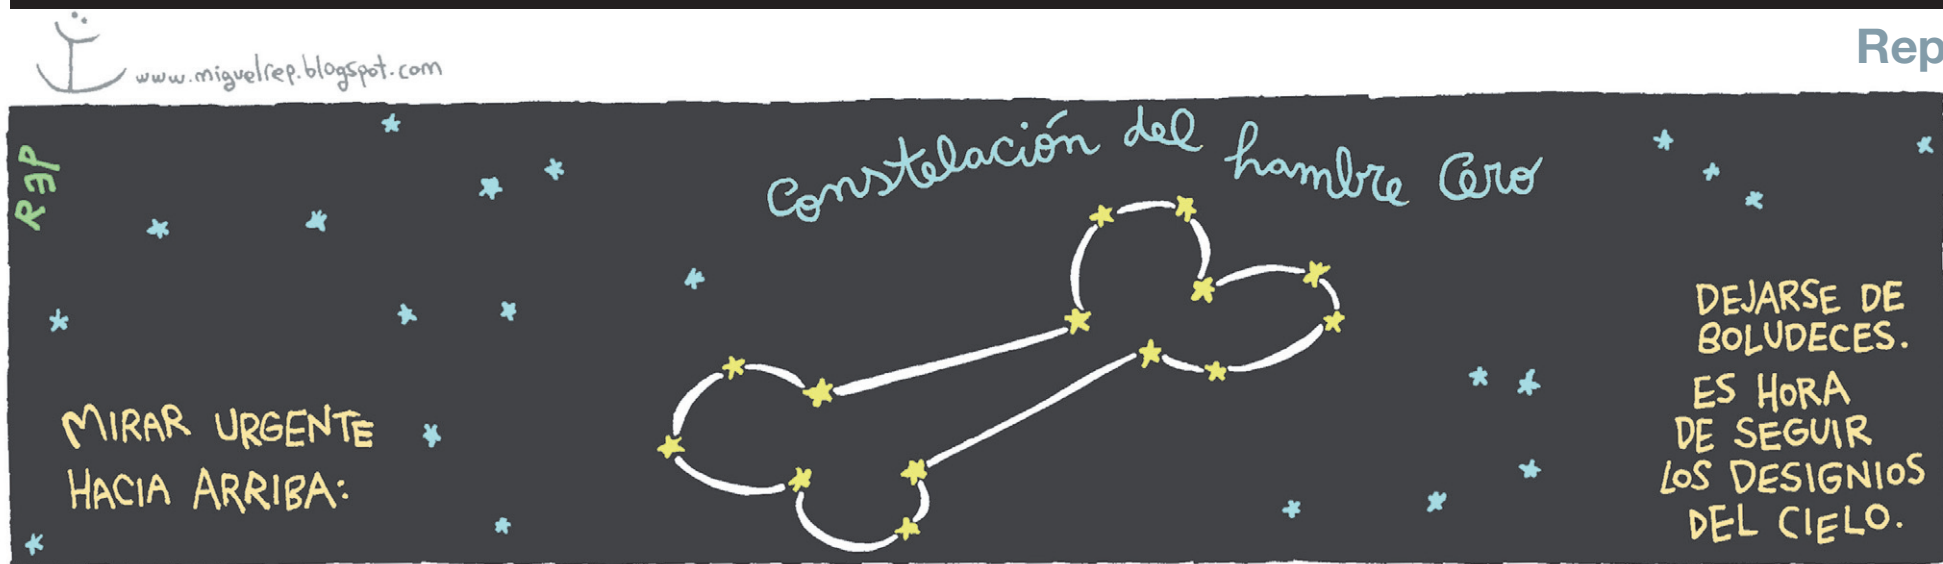 www.miguelrep.blogspot.com
Rep
REP
Constelación del hambre Cero
MIRAR URGENTE
HACIA ARRIBA:
DEJARSE DE
BOLUDECES.
ES HORA
DE SEGUIR
LOS DESIGNIOS
DEL CIELO.